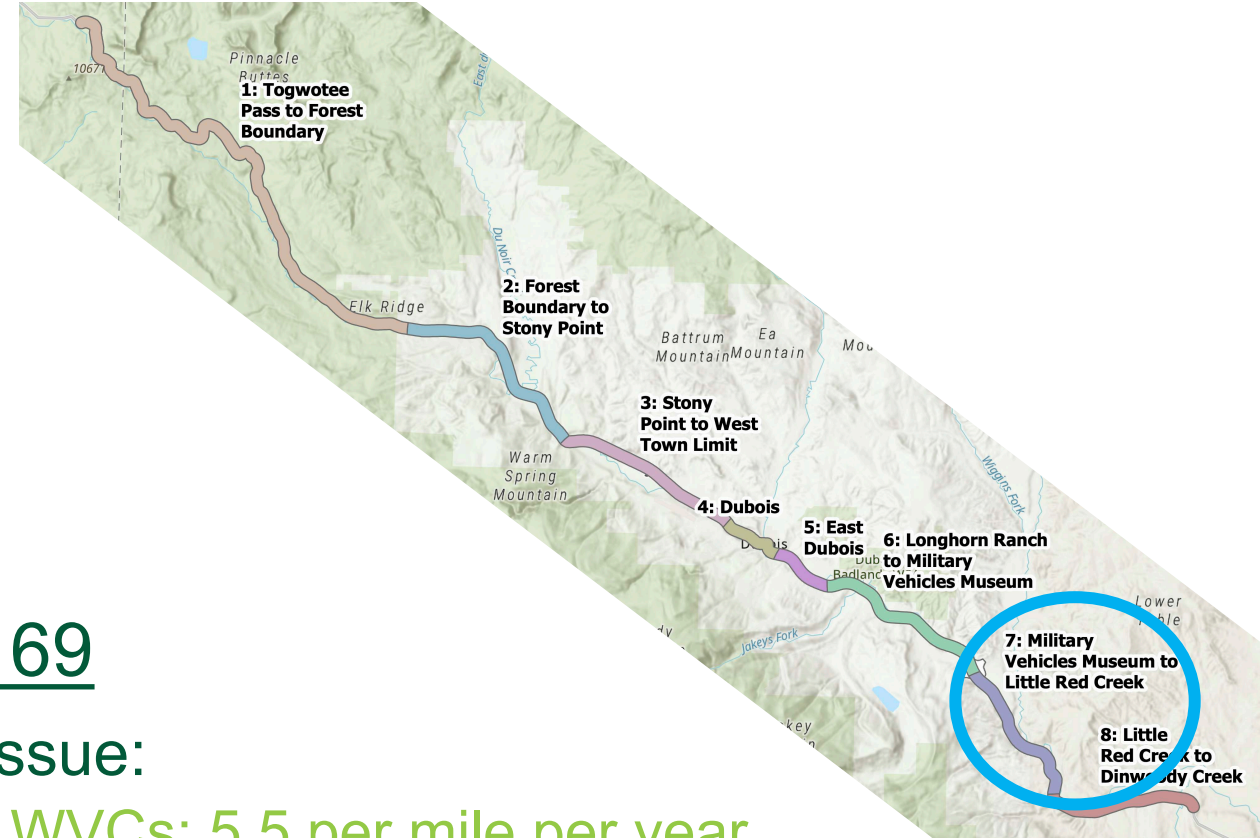 Pinnacle
Buttes
10671
1: Togwotee
Pass to Forest
Boundary
East
Du Noir
2: Forest
Boundary to
Stony Point
Elk Ridge
Battrum
Mountain
Ea
Mountain
3: Stony
Point to West
Town Limit
Warm
Spring
Mountain
Wiggins Fork
4: Dubois
5: East
Dubois
6: Longhorn Ranch
to Military
Vehicles Museum
Badland
Lower
Jakeys Fork
7: Military
Vehicles Museum to
Little Red Creek
8: Little
Red Creek to
Dinwoody Creek
69
ssue:
WVCs: 5.5 per mile per year